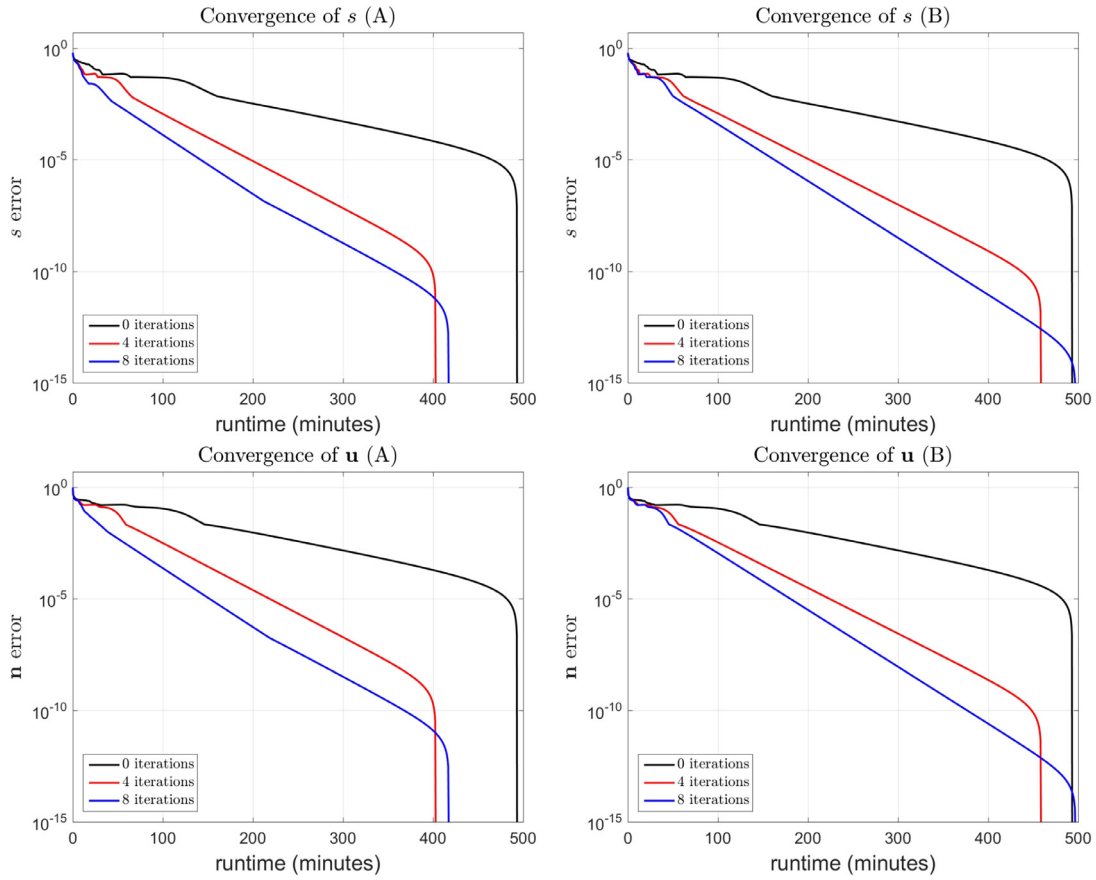 Convergence of s (A)
10^0
10^-5
10^-10
10^-15
s error
0 iterations
4 iterations
8 iterations
0 100 200 300 400 500
runtime (minutes)
Convergence of s (B)
10^0
10^-5
10^-10
10^-15
s error
0 iterations
4 iterations
8 iterations
0 100 200 300 400 500
runtime (minutes)
Convergence of u (A)
10^0
10^-5
10^-10
10^-15
n error
0 iterations
4 iterations
8 iterations
0 100 200 300 400 500
runtime (minutes)
Convergence of u (B)
10^0
10^-5
10^-10
10^-15
n error
0 iterations
4 iterations
8 iterations
0 100 200 300 400 500
runtime (minutes)